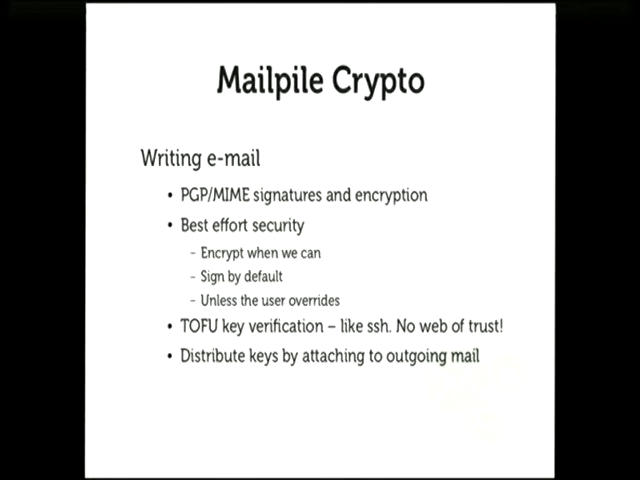 Mailpile Crypto
Writing e-mail
• PGP/MIME signatures and encryption
• Best effort security
– Encrypt when we can
– Sign by default
– Unless the user overrides
• TOFU key verification – like ssh. No web of trust!
• Distribute keys by attaching to outgoing mail